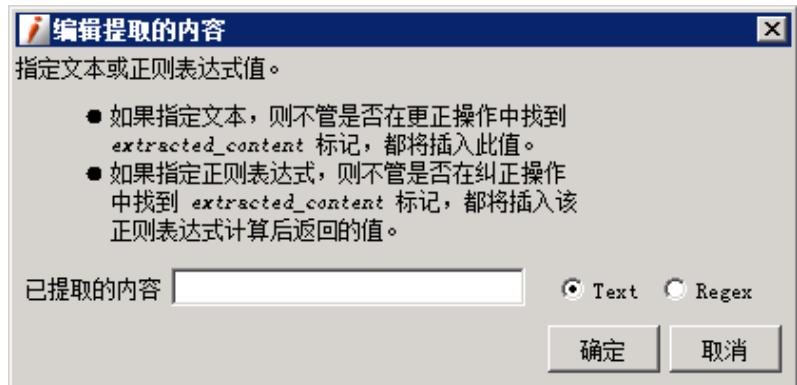 编辑提取的内容
指定文本或正则表达式值。
● 如果指定文本，则不管是否在更正操作中找到
extracted_content 标记，都将插入此值。
● 如果指定正则表达式，则不管是否在纠正操作
中找到 extracted_content 标记，都将插入该
正则表达式计算后返回的值。
已提取的内容 Text Regex
确定 取消